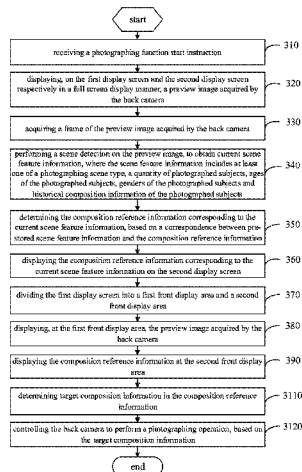 start
receiving a photographing function start instruction
310
displaying, on the first display screen and the second display screen
respectively in a full screen display manner, a preview image acquired by
the back camera
320
acquiring a frame of the preview image acquired by the back camera
330
performing a scene detection on the preview image, to obtain current scene
feature information, where the scene feature information includes at least
one of a photographing scene type, a quantity of photographed subjects, ages
of the photographed subjects, genders of the photographed subjects and
historical composition information of the photographed subjects
340
determining the composition reference information corresponding to the
current scene feature information, based on a correspondence between pre-
stored scene feature information and the composition reference information
350
displaying the composition reference information corresponding to the
current scene feature information on the second display screen
360
dividing the first display screen into a first front display area and a second
front display area
370
displaying, at the first front display area, the preview image acquired by the
back camera
380
displaying the composition reference information at the second front display
area
390
determining target composition information in the composition reference
information
3110
controlling the back camera to perform a photographing operation, based on
the target composition information
3120
end